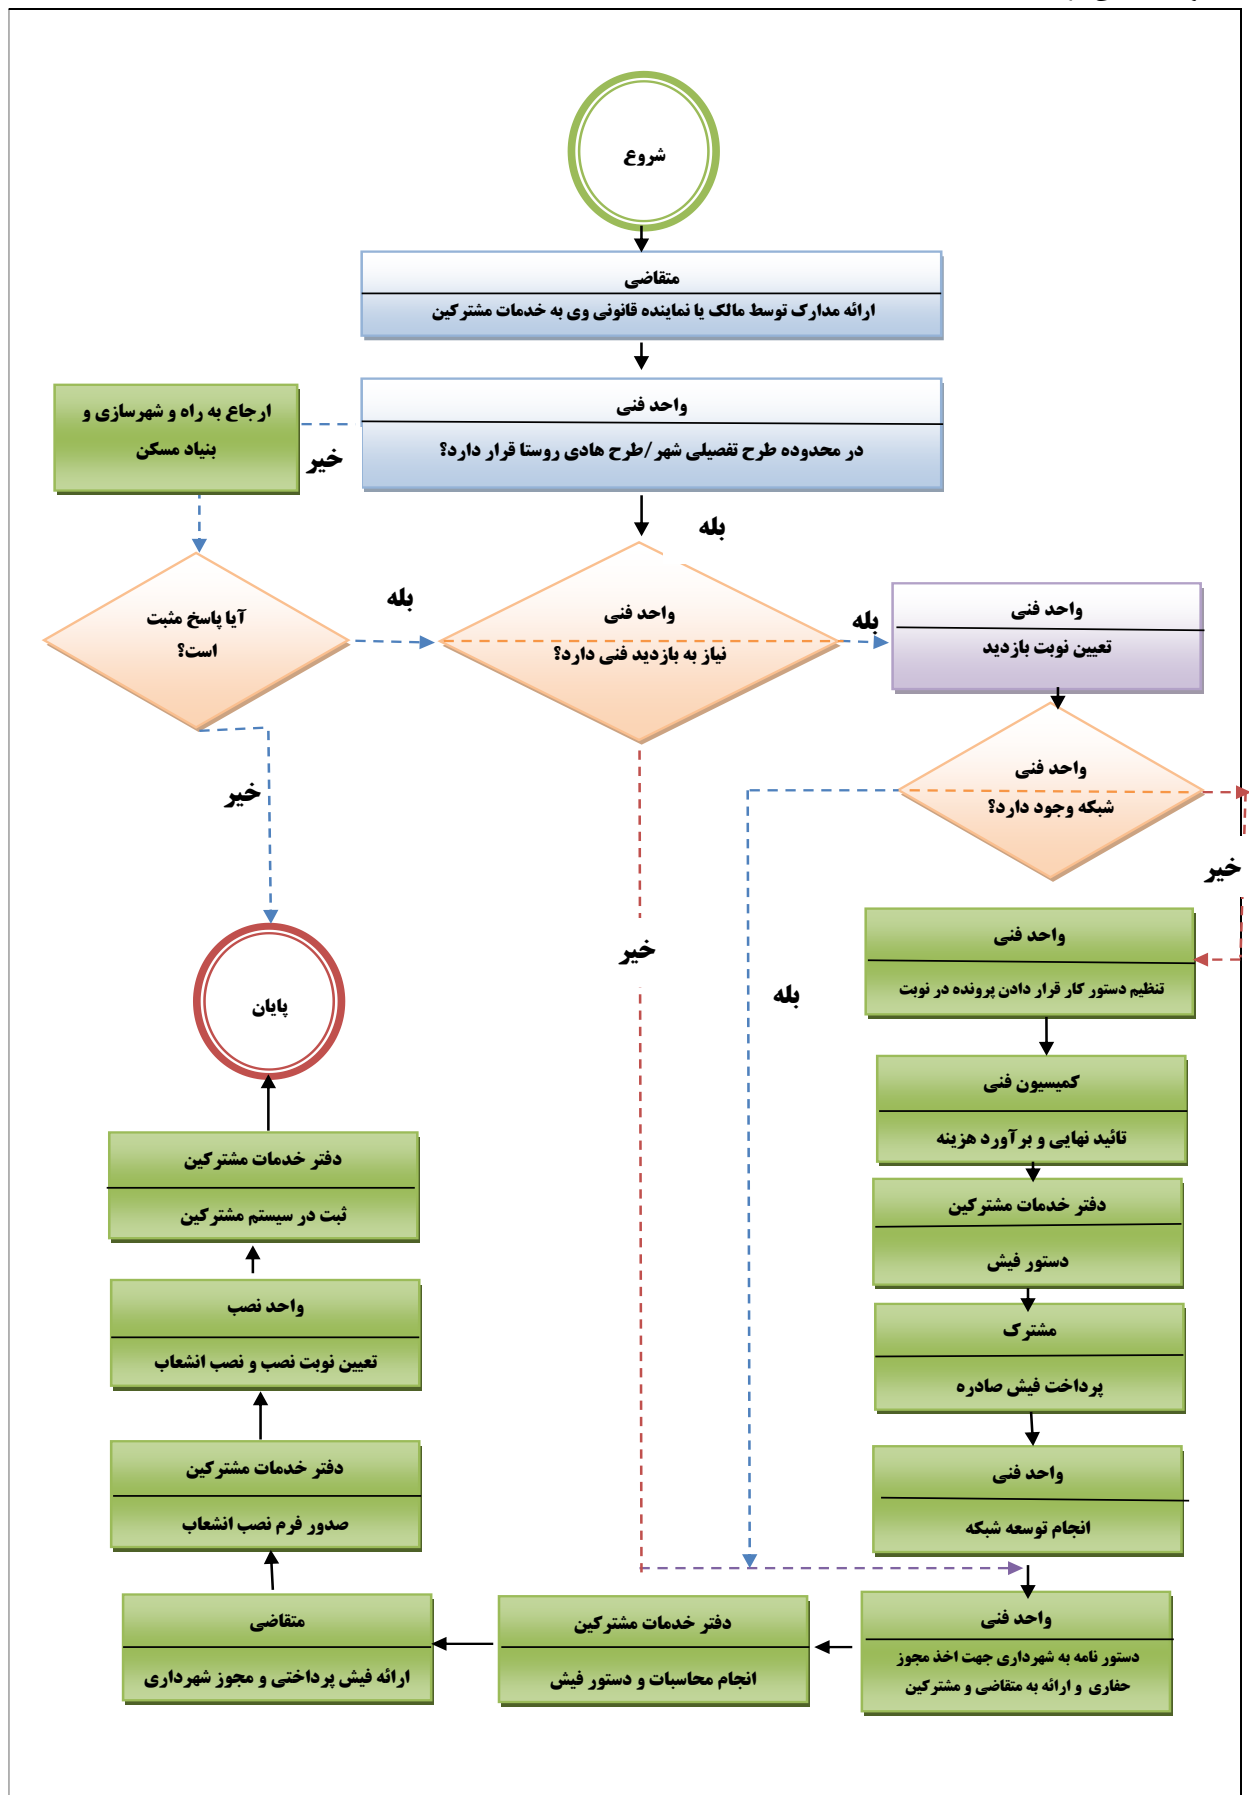 شروع
متقاضی
ارائه مدارک توسط مالک یا نماینده قانونی وی به خدمات مشترکین
واحد فنی
در محدوده طرح تفصیلی شهر/طرح هادی روستا قرار دارد؟
ارجاع به راه و شهرسازی و
بنیاد مسکن
خیر
بله
آیا پاسخ مثبت
است؟
بله
واحد فنی
نیاز به بازدید فنی دارد؟
بله
واحد فنی
تعیین نوبت بازدید
خیر
واحد فنی
شبکه وجود دارد؟
خیر
خیر
بله
واحد فنی
تنظیم دستور کار قرار دادن پرونده در نوبت
پایان
کمیسیون فنی
تائید نهایی و برآورد هزینه
دفتر خدمات مشترکین
دستور فیش
مشترک
پرداخت فیش صادره
واحد فنی
انجام توسعه شبکه
واحد فنی
دستور نامه به شهرداری جهت اخذ مجوز
حفاری و ارائه به متقاضی و مشترکین
دفتر خدمات مشترکین
انجام محاسبات و دستور فیش
متقاضی
ارائه فیش پرداختی و مجوز شهرداری
دفتر خدمات مشترکین
صدور فرم نصب انشعاب
واحد نصب
تعیین نوبت نصب و نصب انشعاب
دفتر خدمات مشترکین
ثبت در سیستم مشترکین